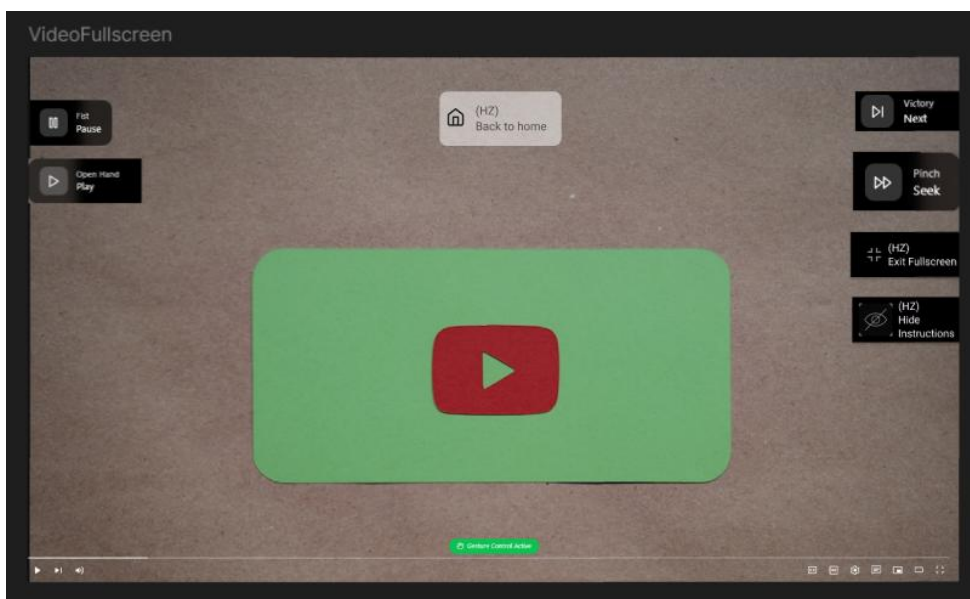 VideoFullscreen
Fist
Pause
(HZ)
Back to home
Victory
Next
Open Hand
Play
Pinch
Seek
(HZ)
Exit Fullscreen
(HZ)
Hide
Instructions
Gesture Control Active